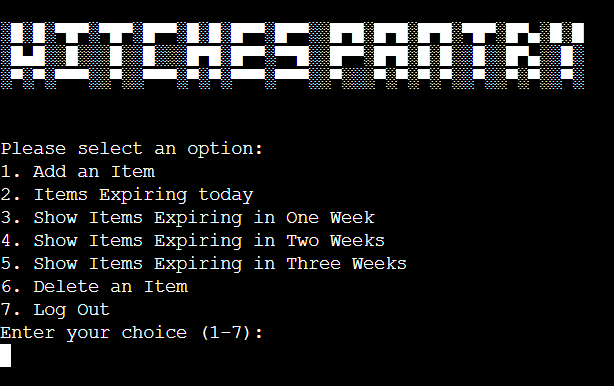 WITCHES PANTRY
Please select an option:
1. Add an Item
2. Items Expiring today
3. Show Items Expiring in One Week
4. Show Items Expiring in Two Weeks
5. Show Items Expiring in Three Weeks
6. Delete an Item
7. Log Out
Enter your choice (1-7):